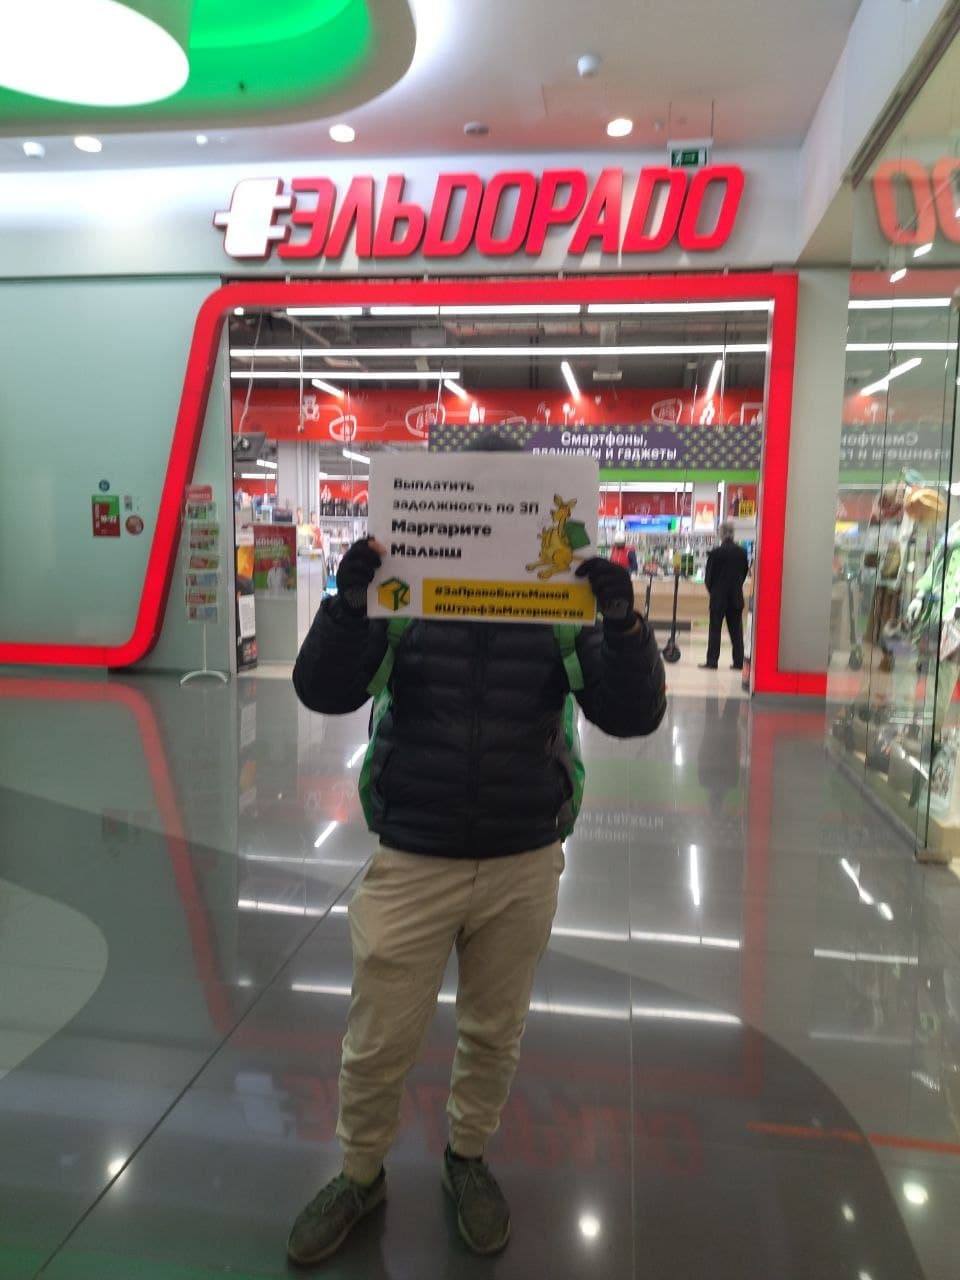 ЭЛЬDОРАDО
Смартфоны,
планшеты и гаджеты
Выплатить
задолжность по ЗП
Маргарите
Малыш
#ЗаПравоБытьМамой
#ШтрафЗаМатеринство